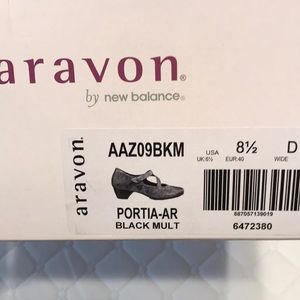 aravon®
by new balance®
aravon
AAZ09BKM
PORTIA-AR
BLACK MULT
USA 8½ D
UK:6½ EUR:40 WIDE
887057139019
6472380